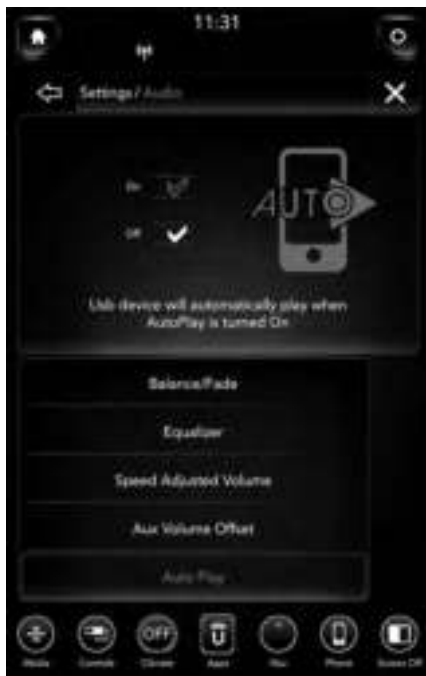 11:31
Settings/Audio
On
Off
AUTO
Usb device will automatically play when
AutoPlay is turned On
Balance/Fade
Equalizer
Speed Adjusted Volume
Aux Volume Offset
Auto Play
OFF
Media
Controls
Climate
Apps
Nav
Phone
Screen Off